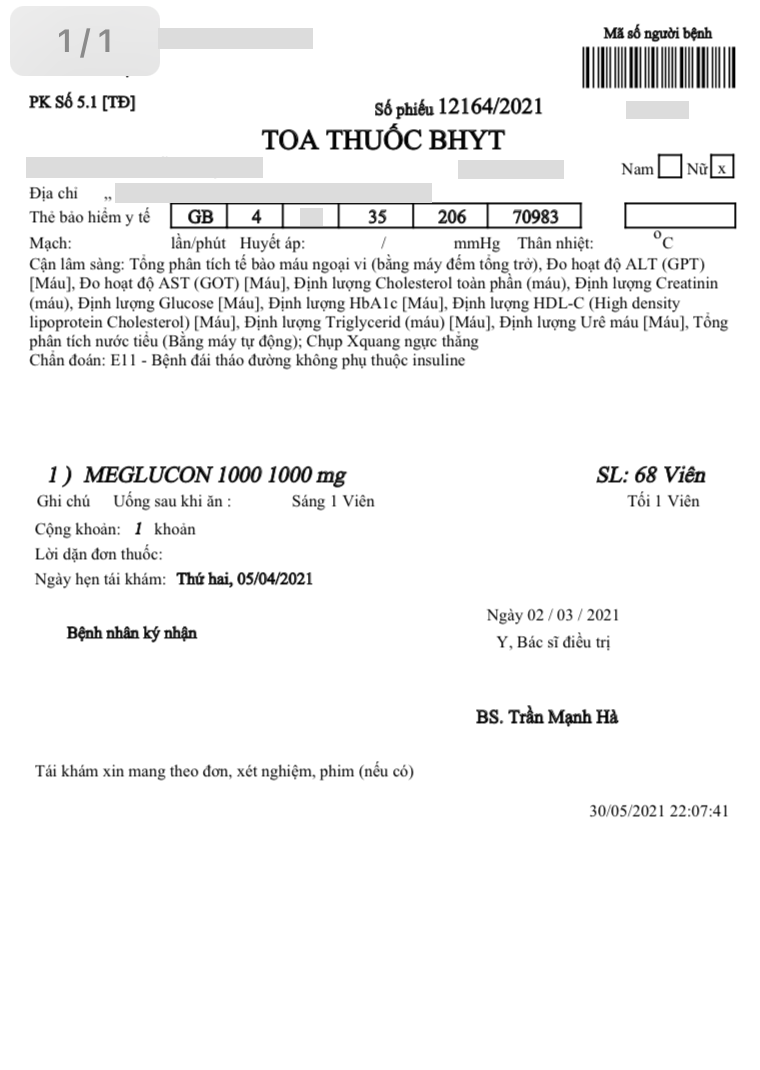 1/1
Mã số người bệnh
PK Số 5.1 [TĐ]
Số phiếu 12164/2021
TOA THUỐC BHYT
Nam Nữ x
Địa chỉ ,,
Thẻ bảo hiểm y tế GB 4 35 206 70983
Mạch: lần/phút Huyết áp: / mmHg Thân nhiệt: °C
Cận lâm sàng: Tổng phân tích tế bào máu ngoại vi (bằng máy đếm tổng trở), Đo hoạt độ ALT (GPT)
[Máu], Đo hoạt độ AST (GOT) [Máu], Định lượng Cholesterol toàn phần (máu), Định lượng Creatinin
(máu), Định lượng Glucose [Máu], Định lượng HbA1c [Máu], Định lượng HDL-C (High density
lipoprotein Cholesterol) [Máu], Định lượng Triglycerid (máu) [Máu], Định lượng Urê máu [Máu], Tổng
phân tích nước tiểu (Bằng máy tự động); Chụp Xquang ngực thẳng
Chẩn đoán: E11 - Bệnh đái tháo đường không phụ thuộc insuline
1 ) MEGLUCON 1000 1000 mg SL: 68 Viên
Ghi chú Uống sau khi ăn : Sáng 1 Viên Tối 1 Viên
Cộng khoản: 1 khoản
Lời dặn đơn thuốc:
Ngày hẹn tái khám: Thứ hai, 05/04/2021
Ngày 02 / 03 / 2021
Bệnh nhân ký nhận
Y, Bác sĩ điều trị
BS. Trần Mạnh Hà
Tái khám xin mang theo đơn, xét nghiệm, phim (nếu có)
30/05/2021 22:07:41